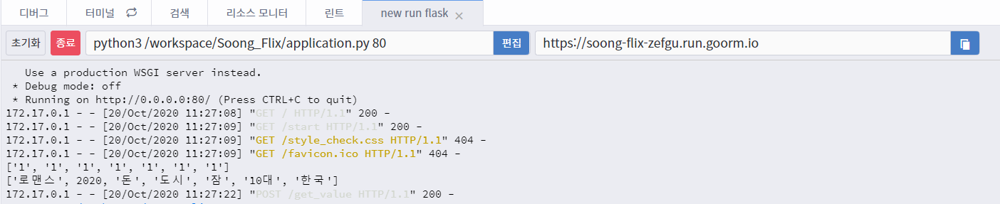 디버그 터미널 검색 리소스 모니터 린트 new run flask
초기화 종료 python3 /workspace/Soong_Flix/application.py 80 편집 https://soong-flix-zefgu.run.goorm.io
Use a production WSGI server instead.
* Debug mode: off
* Running on http://0.0.0.0:80/ (Press CTRL+C to quit)
172.17.0.1 - - [20/Oct/2020 11:27:08] "GET / HTTP/1.1" 200 -
172.17.0.1 - - [20/Oct/2020 11:27:09] "GET /start HTTP/1.1" 200 -
172.17.0.1 - - [20/Oct/2020 11:27:09] "GET /style_check.css HTTP/1.1" 404 -
172.17.0.1 - - [20/Oct/2020 11:27:09] "GET /favicon.ico HTTP/1.1" 404 -
['1', '1', '1', '1', '1', '1', '1']
['로맨스', 2020, '돈', '도시', '잠', '10대', '한국']
172.17.0.1 - - [20/Oct/2020 11:27:22] "POST /get_value HTTP/1.1" 200 -